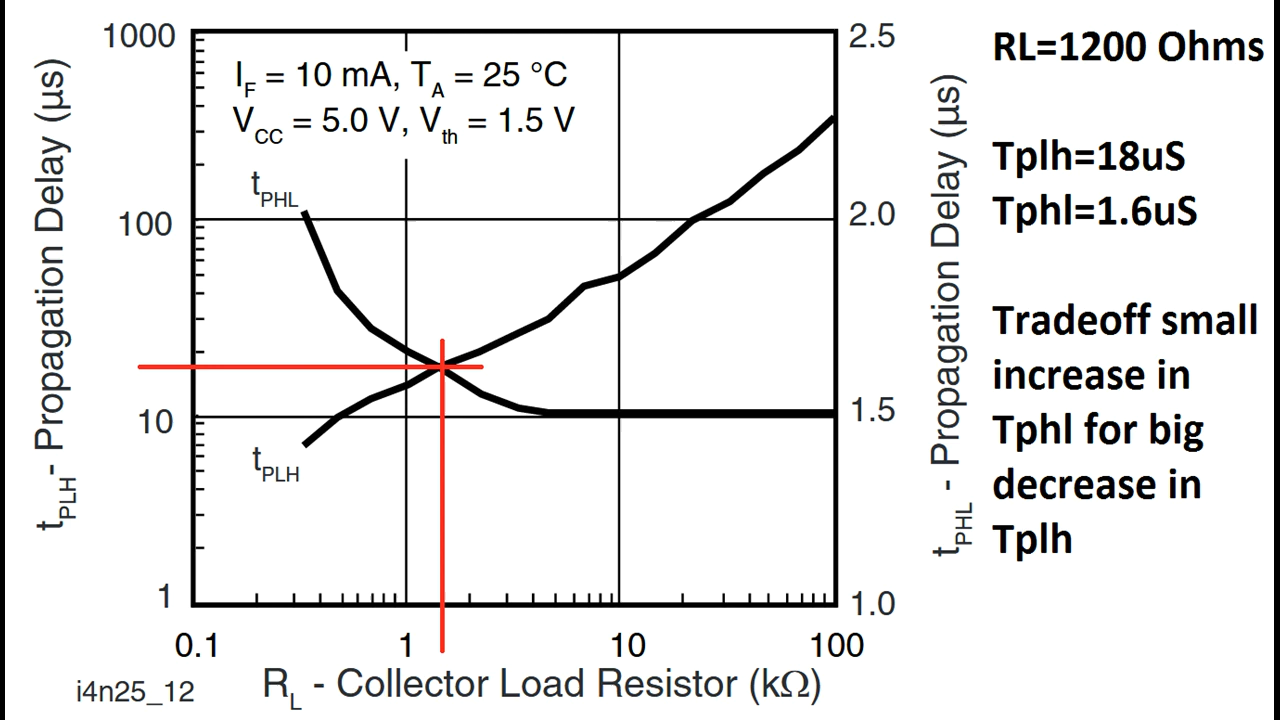 1000
100
10
1
t_PLH - Propagation Delay (µs)
I_F = 10 mA, T_A = 25 °C
V_CC = 5.0 V, V_th = 1.5 V
t_PHL
t_PLH
0.1
1
10
100
R_L - Collector Load Resistor (kΩ)
i4n25_12
2.5
2.0
1.5
1.0
t_PHL - Propagation Delay (µs)
RL=1200 Ohms
Tplh=18uS
Tphl=1.6uS
Tradeoff small
increase in
Tphl for big
decrease in
Tplh